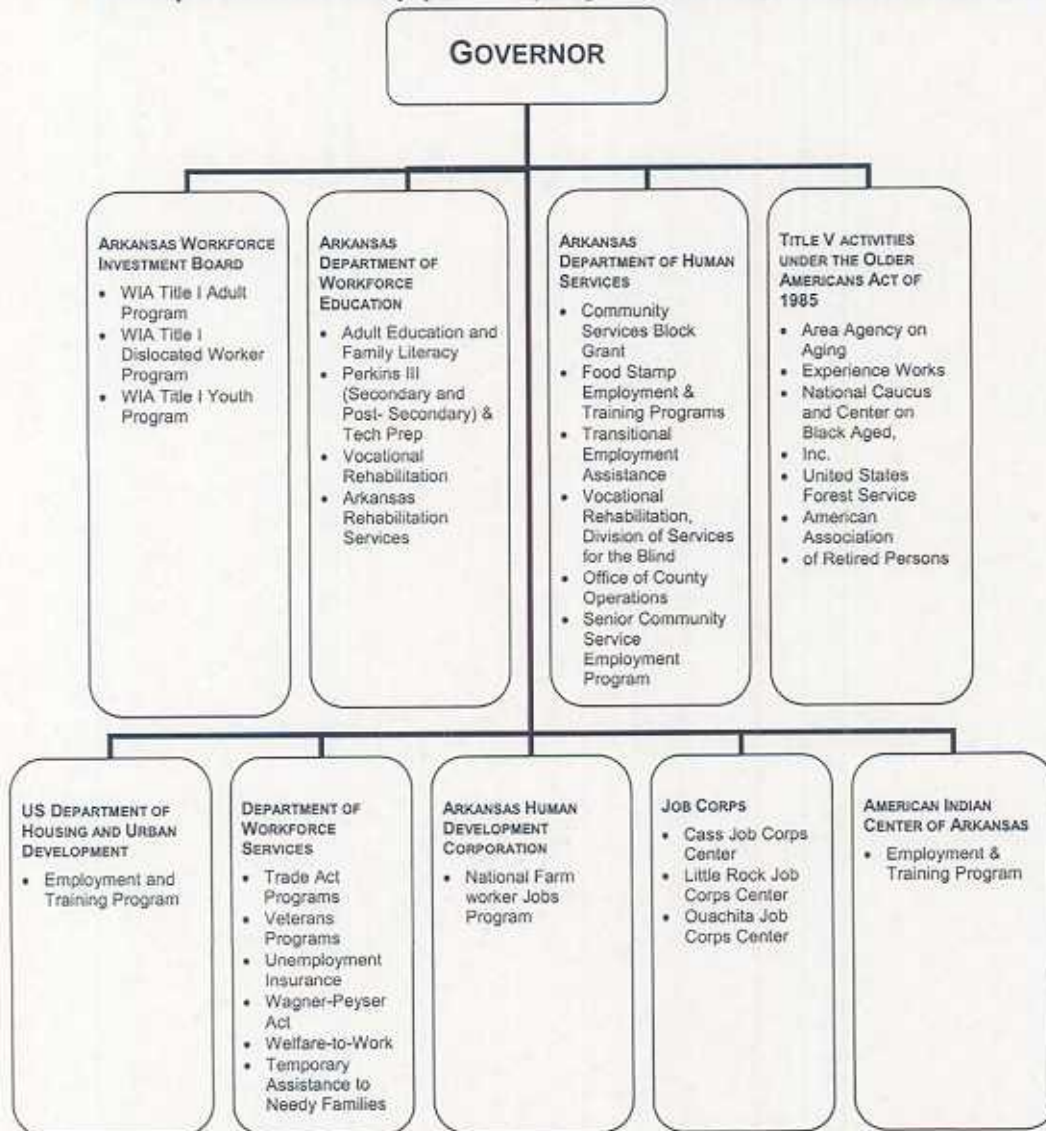 GOVERNOR
ARKANSAS WORKFORCE
INVESTMENT BOARD
• WIA Title I Adult
Program
• WIA Title I
Dislocated Worker
Program
• WIA Title I Youth
Program
ARKANSAS
DEPARTMENT OF
WORKFORCE
EDUCATION
• Adult Education and
Family Literacy
• Perkins III
(Secondary and
Post- Secondary) &
Tech Prep
• Vocational
Rehabilitation
• Arkansas
Rehabilitation
Services
ARKANSAS
DEPARTMENT OF HUMAN
SERVICES
• Community
Services Block
Grant
• Food Stamp
Employment &
Training Programs
• Transitional
Employment
Assistance
• Vocational
Rehabilitation,
Division of Services
for the Blind
• Office of County
Operations
• Senior Community
Service
Employment
Program
TITLE V ACTIVITIES
UNDER THE OLDER
AMERICANS ACT OF
1985
• Area Agency on
Aging
• Experience Works
• National Caucus
and Center on
Black Aged,
• Inc.
• United States
Forest Service
• American
Association
• of Retired Persons
US DEPARTMENT OF
HOUSING AND URBAN
DEVELOPMENT
• Employment and
Training Program
DEPARTMENT OF
WORKFORCE
SERVICES
• Trade Act
Programs
• Veterans
Programs
• Unemployment
Insurance
• Wagner-Peyser
Act
• Welfare-to-Work
• Temporary
Assistance to
Needy Families
ARKANSAS HUMAN
DEVELOPMENT
CORPORATION
• National Farm
worker Jobs
Program
JOB CORPS
• Cass Job Corps
Center
• Little Rock Job
Corps Center
• Ouachita Job
Corps Center
AMERICAN INDIAN
CENTER OF ARKANSAS
• Employment &
Training Program